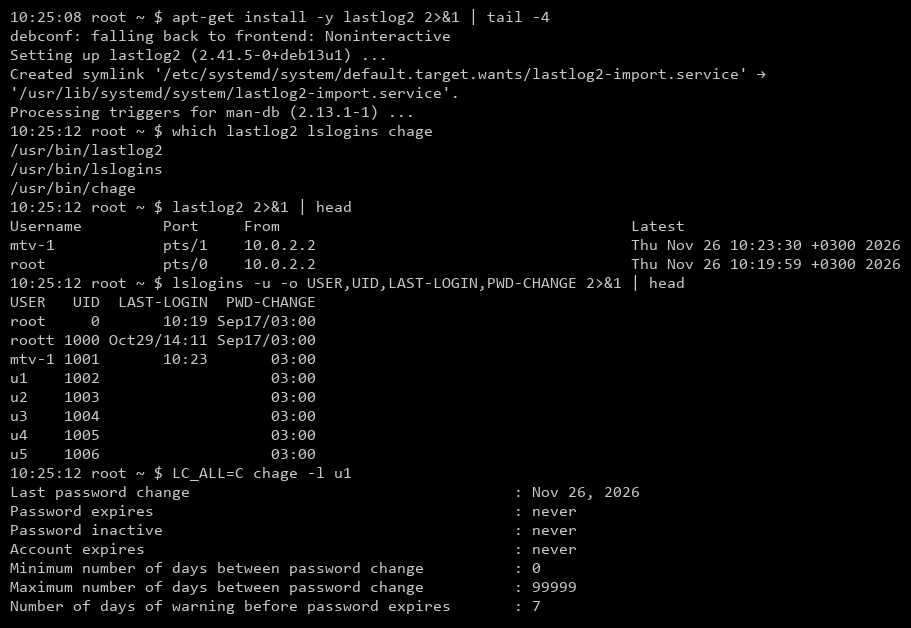 10:25:08 root ~ $ apt-get install -y lastlog2 2>&1 | tail -4
debconf: falling back to frontend: Noninteractive
Setting up lastlog2 (2.41.5-0+deb13u1) ...
Created symlink '/etc/systemd/system/default.target.wants/lastlog2-import.service' →
'/usr/lib/systemd/system/lastlog2-import.service'.
Processing triggers for man-db (2.13.1-1) ...
10:25:12 root ~ $ which lastlog2 lslogins chage
/usr/bin/lastlog2
/usr/bin/lslogins
/usr/bin/chage
10:25:12 root ~ $ lastlog2 2>&1 | head
Username         Port     From                                       Latest
mtv-1            pts/1    10.0.2.2                                   Thu Nov 26 10:23:30 +0300 2026
root             pts/0    10.0.2.2                                   Thu Nov 26 10:19:59 +0300 2026
10:25:12 root ~ $ lslogins -u -o USER,UID,LAST-LOGIN,PWD-CHANGE 2>&1 | head
USER   UID  LAST-LOGIN  PWD-CHANGE
root     0       10:19 Sep17/03:00
roott 1000 Oct29/14:11 Sep17/03:00
mtv-1 1001       10:23       03:00
u1    1002                   03:00
u2    1003                   03:00
u3    1004                   03:00
u4    1005                   03:00
u5    1006                   03:00
10:25:12 root ~ $ LC_ALL=C chage -l u1
Last password change                                    : Nov 26, 2026
Password expires                                        : never
Password inactive                                       : never
Account expires                                         : never
Minimum number of days between password change          : 0
Maximum number of days between password change          : 99999
Number of days of warning before password expires       : 7